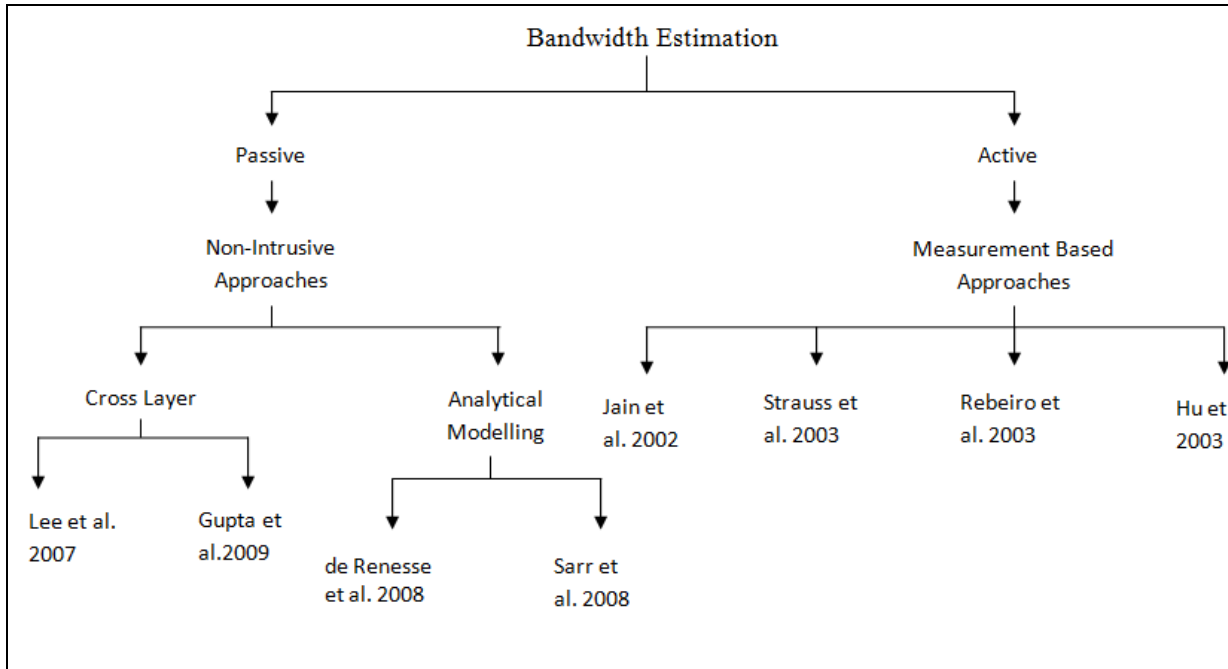 Bandwidth Estimation
Passive
Active
Non-Intrusive
Approaches
Measurement Based
Approaches
Cross Layer
Analytical
Modelling
Jain et
al. 2002
Strauss et
al. 2003
Rebeiro et
al. 2003
Hu et
2003
Lee et al.
2007
Gupta et
al.2009
de Renesse
et al. 2008
Sarr et
al. 2008